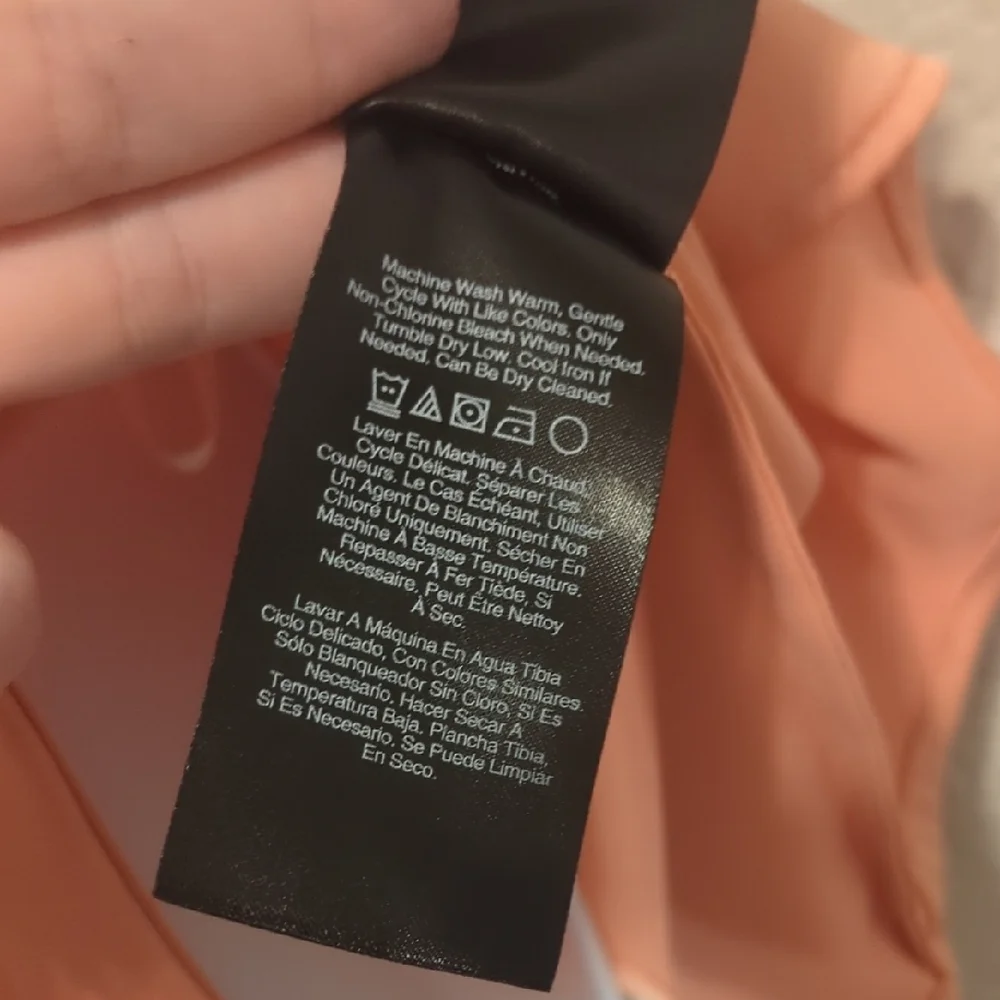 Machine Wash Warm, Gentle
Cycle With Like Colors. Only
Non-Chlorine Bleach When Needed.
Tumble Dry Low. Cool Iron If
Needed. Can Be Dry Cleaned.
Laver En Machine À Chaud,
Cycle Délicat. Séparer Les
Couleurs. Le Cas Échéant, Utiliser
Un Agent De Blanchiment Non
Chloré Uniquement. Sécher En
Machine À Basse Température.
Repasser À Fer Tiède, Si
Nécessaire, Peut Être Nettoy
À Sec.
Lavar A Máquina En Agua Tibia
Ciclo Delicado, Con Colores Similares.
Sólo Blanqueador Sin Cloro, Si Es
Necesario. Hacer Secar A
Temperatura Baja. Plancha Tibia,
Si Es Necesario. Se Puede Limpiar
En Seco.